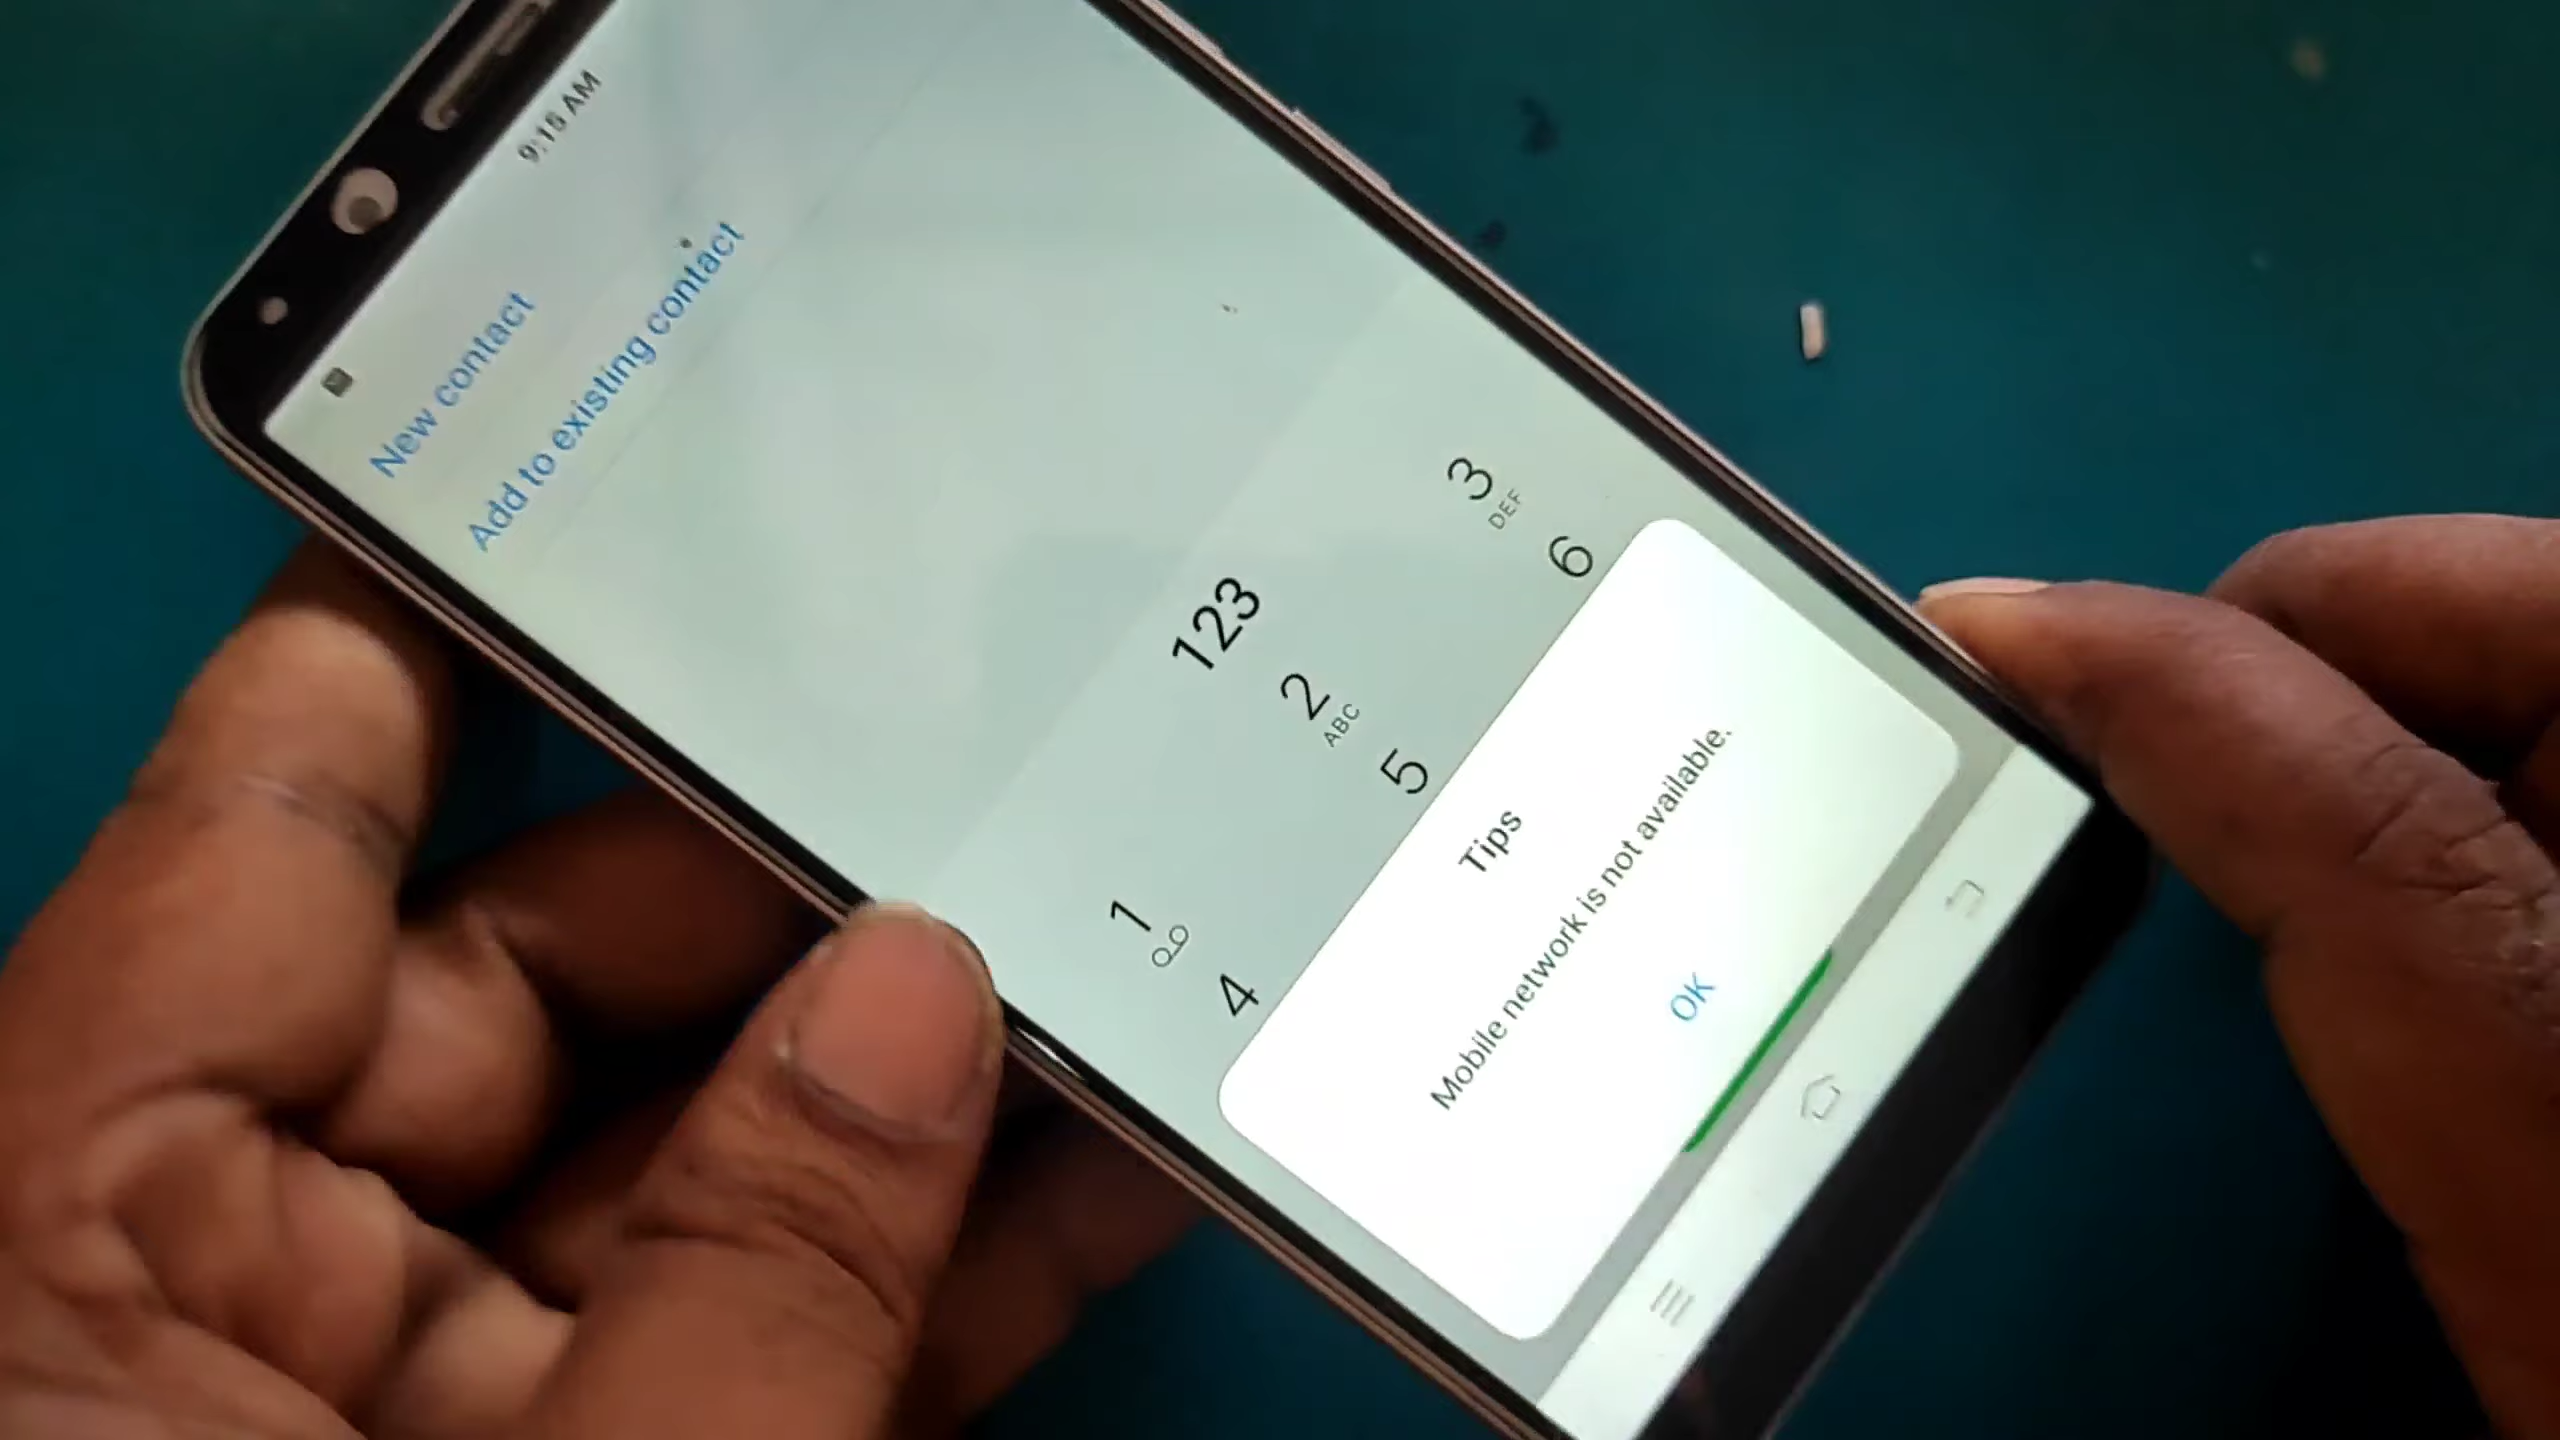 9:15 AM
New contact
Add to existing contact
123
1
2 ABC
3 DEF
4
5
6
Tips
Mobile network is not available.
OK